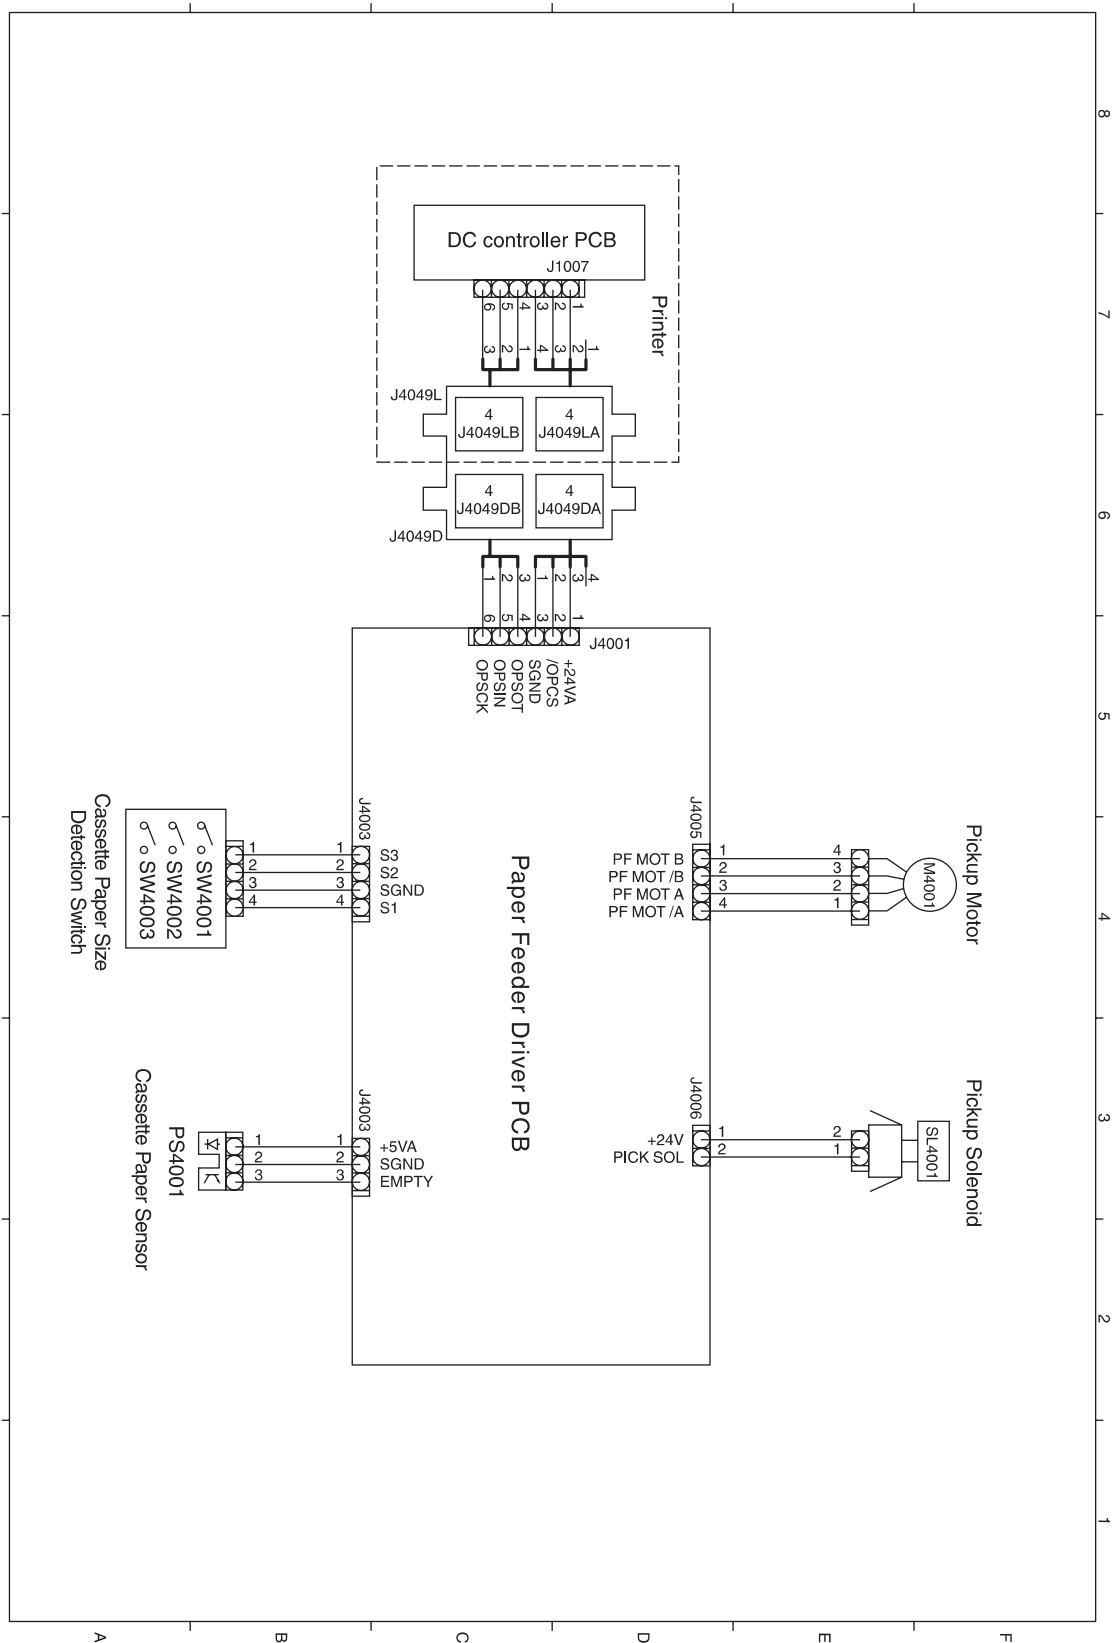 8
7
6
5
4
3
2
1
A
B
C
D
E
F
DC controller PCB
J1007
Printer
6
5
4
3
2
1
3
2
1
4
3
2
1
J4049L
4
J4049LB
4
J4049LA
4
J4049DB
4
J4049DA
J4049D
1
2
3
1
2
3
4
6
5
4
3
2
1
J4001
+24VA
/OPCS
SGND
OPSOT
OPSIN
OPSCK
Paper Feeder Driver PCB
J4005
PF MOT B
PF MOT /B
PF MOT A
PF MOT /A
1
2
3
4
4
3
2
1
M4001
Pickup Motor
J4006
+24V
PICK SOL
1
2
2
1
SL4001
Pickup Solenoid
J4003
S3
S2
SGND
S1
1
2
3
4
1
2
3
4
SW4001
SW4002
SW4003
Cassette Paper Size
Detection Switch
J4003
+5VA
SGND
EMPTY
1
2
3
1
2
3
PS4001
Cassette Paper Sensor